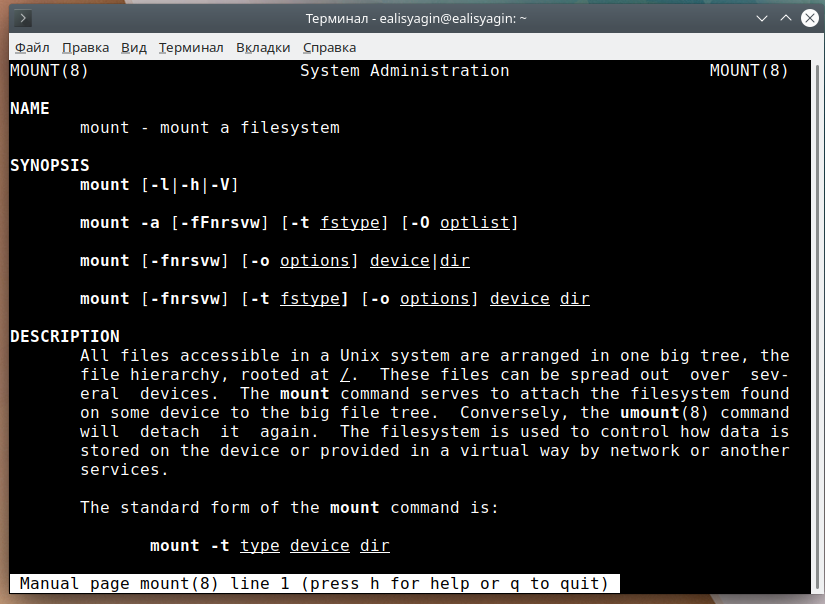 Терминал - ealisyagin@ealisyagin: ~
Файл Правка Вид Терминал Вкладки Справка
MOUNT(8) System Administration MOUNT(8)
NAME
mount - mount a filesystem
SYNOPSIS
mount [-l|-h|-V]
mount -a [-fFnrsvw] [-t fstype] [-O optlist]
mount [-fnrsvw] [-o options] device|dir
mount [-fnrsvw] [-t fstype] [-o options] device dir
DESCRIPTION
All files accessible in a Unix system are arranged in one big tree, the
file hierarchy, rooted at /. These files can be spread out over sev-
eral devices. The mount command serves to attach the filesystem found
on some device to the big file tree. Conversely, the umount(8) command
will detach it again. The filesystem is used to control how data is
stored on the device or provided in a virtual way by network or another
services.
The standard form of the mount command is:
mount -t type device dir
Manual page mount(8) line 1 (press h for help or q to quit)